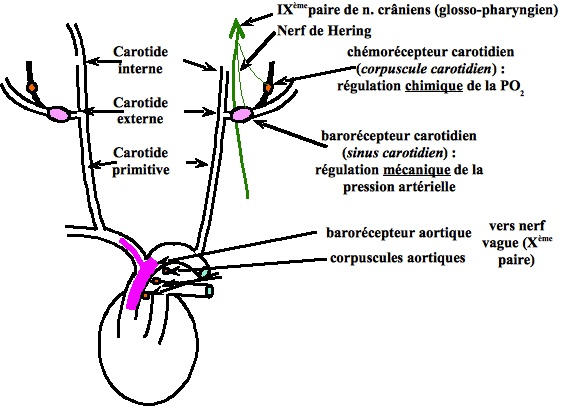 IXème paire de n. crâniens (glosso-pharyngien)
Nerf de Hering
Carotide
interne
chémorécepteur carotidien
(corpuscule carotidien) :
régulation chimique de la PO2
Carotide
externe
Carotide
primitive
barorécepteur carotidien
(sinus carotidien) :
régulation mécanique de la
pression artérielle
barorécepteur aortique
corpuscules aortiques
vers nerf
vague (Xème
paire)